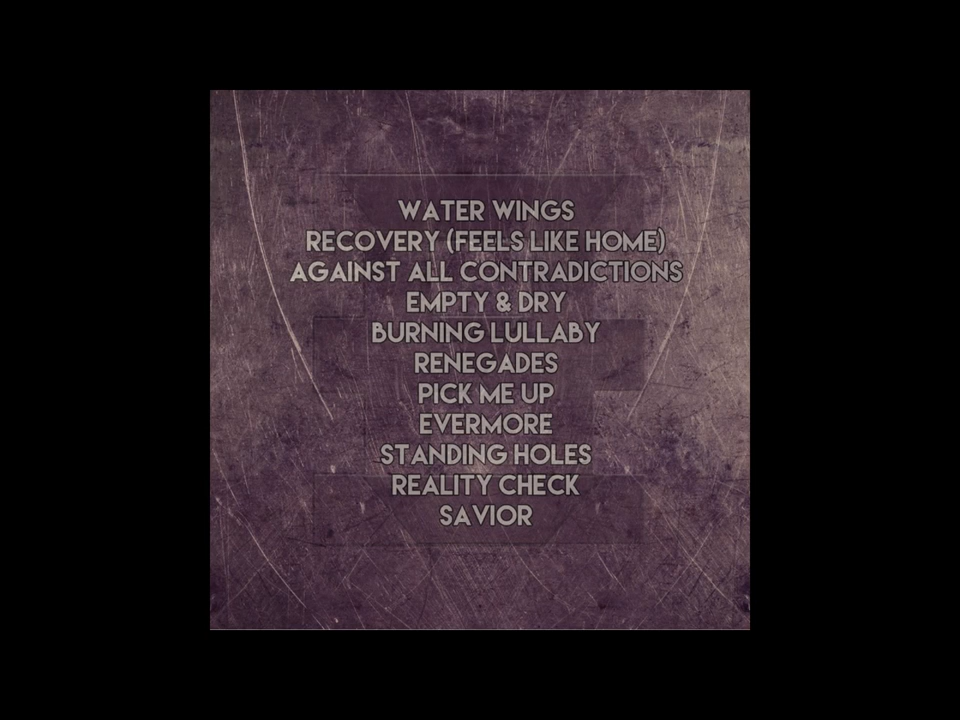 WATER WINGS
RECOVERY (FEELS LIKE HOME)
AGAINST ALL CONTRADICTIONS
EMPTY & DRY
BURNING LULLABY
RENEGADES
PICK ME UP
EVERMORE
STANDING HOLES
REALITY CHECK
SAVIOR